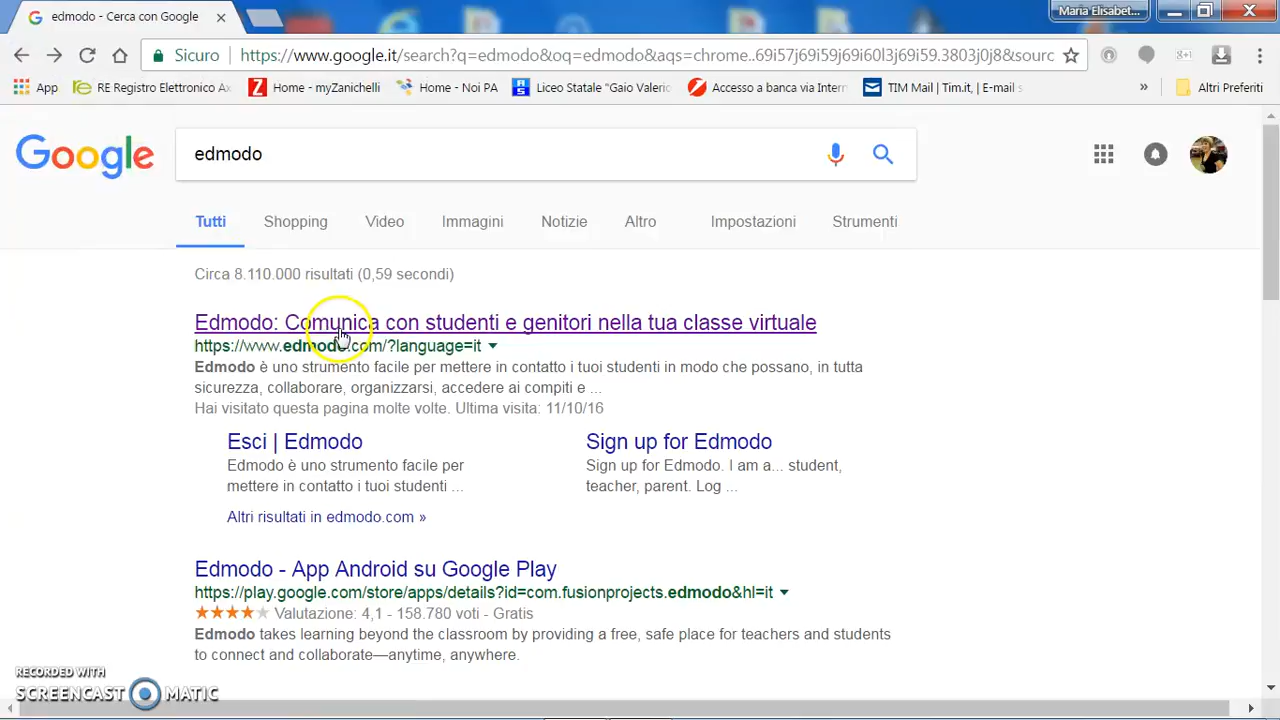 edmodo - Cerca con Google
Maria Elisabet...
Sicuro https://www.google.it/search?q=edmodo&oq=edmodo&aqs=chrome..69i57j69i59j69i60l3j69i59.3803j0j8&sourc
App RE Registro Elettronico Ax Home - myZanichelli Home - Noi PA Liceo Statale "Gaio Valeric Accesso a banca via Intern TIM Mail | Tim.it, | E-mail s » Altri Preferiti
Google edmodo
Tutti Shopping Video Immagini Notizie Altro Impostazioni Strumenti
Circa 8.110.000 risultati (0,59 secondi)
Edmodo: Comunica con studenti e genitori nella tua classe virtuale
https://www.edmodo.com/?language=it
Edmodo è uno strumento facile per mettere in contatto i tuoi studenti in modo che possano, in tutta
sicurezza, collaborare, organizzarsi, accedere ai compiti e ...
Hai visitato questa pagina molte volte. Ultima visita: 11/10/16
Esci | Edmodo
Edmodo è uno strumento facile per
mettere in contatto i tuoi studenti ...
Sign up for Edmodo
Sign up for Edmodo. I am a... student,
teacher, parent. Log ...
Altri risultati in edmodo.com »
Edmodo - App Android su Google Play
https://play.google.com/store/apps/details?id=com.fusionprojects.edmodo&hl=it
Valutazione: 4,1 - 158.780 voti - Gratis
Edmodo takes learning beyond the classroom by providing a free, safe place for teachers and students
to connect and collaborate—anytime, anywhere.
RECORDED WITH
SCREENCAST MATIC